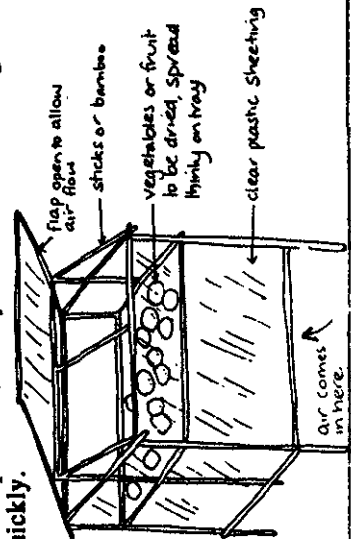 uickly.
flap open to allow
air flow
sticks or bamboo
vegetables or fruit
to be dried, spread
thinly on tray
clear plastic sheeting
air comes
in here.